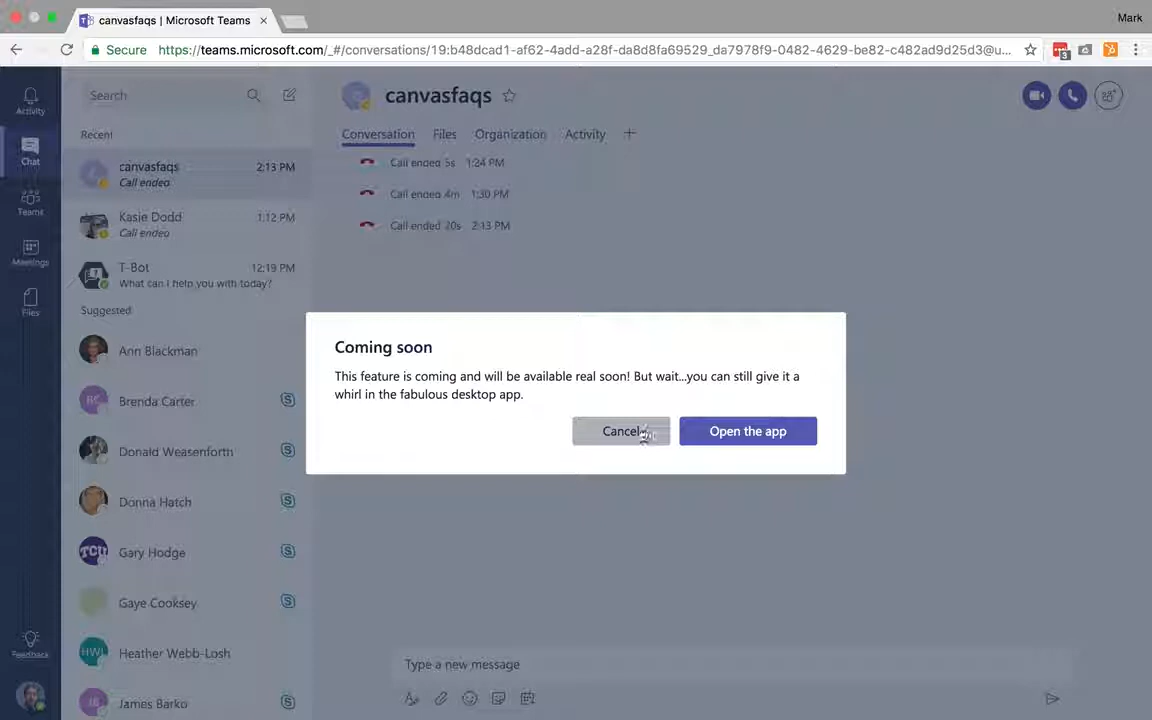 canvasfaqs | Microsoft Teams
Mark
Secure https://teams.microsoft.com/_#/conversations/19:b48dcad1-af62-4add-a28f-da8d8fa69529_da7978f9-0482-4629-be82-c482ad9d25d3@u...
3
Activity
Chat
Teams
Meetings
Files
Feedback
Search
Recent
canvasfaqs 2:13 PM
Call ended
Kasie Dodd 1:12 PM
Call ended
T-Bot 12:19 PM
What can I help you with today?
Suggested
Ann Blackman
Brenda Carter
Donald Weasenforth
Donna Hatch
TCU Gary Hodge
Gaye Cooksey
HWL Heather Webb-Losh
James Barko
canvasfaqs
Conversation Files Organization Activity
Call ended 5s 1:24 PM
Call ended 4m 1:30 PM
Call ended 20s 2:13 PM
Coming soon
This feature is coming and will be available real soon! But wait...you can still give it a
whirl in the fabulous desktop app.
Cancel Open the app
Type a new message